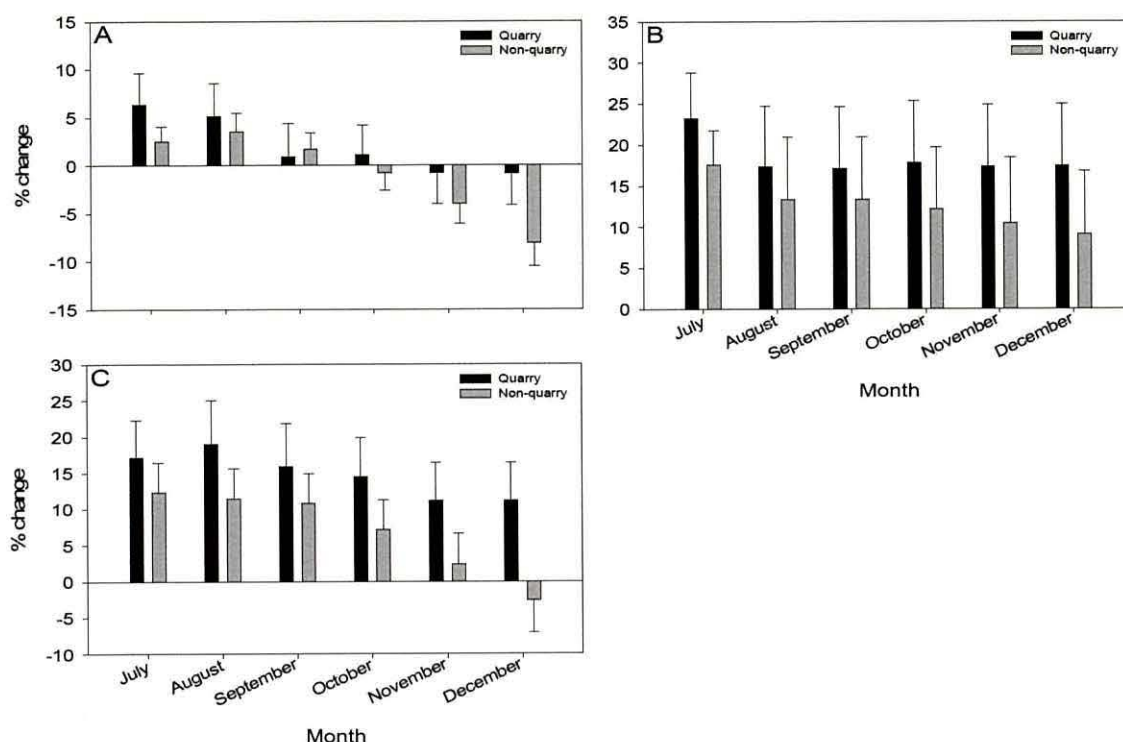 A
Quarry
Non-quarry
15
10
5
0
-5
-10
-15
% change
B
Quarry
Non-quarry
35
30
25
20
15
10
5
0
July
August
September
October
November
December
Month
C
Quarry
Non-quarry
30
25
20
15
10
5
0
-5
-10
% change
July
August
September
October
November
December
Month